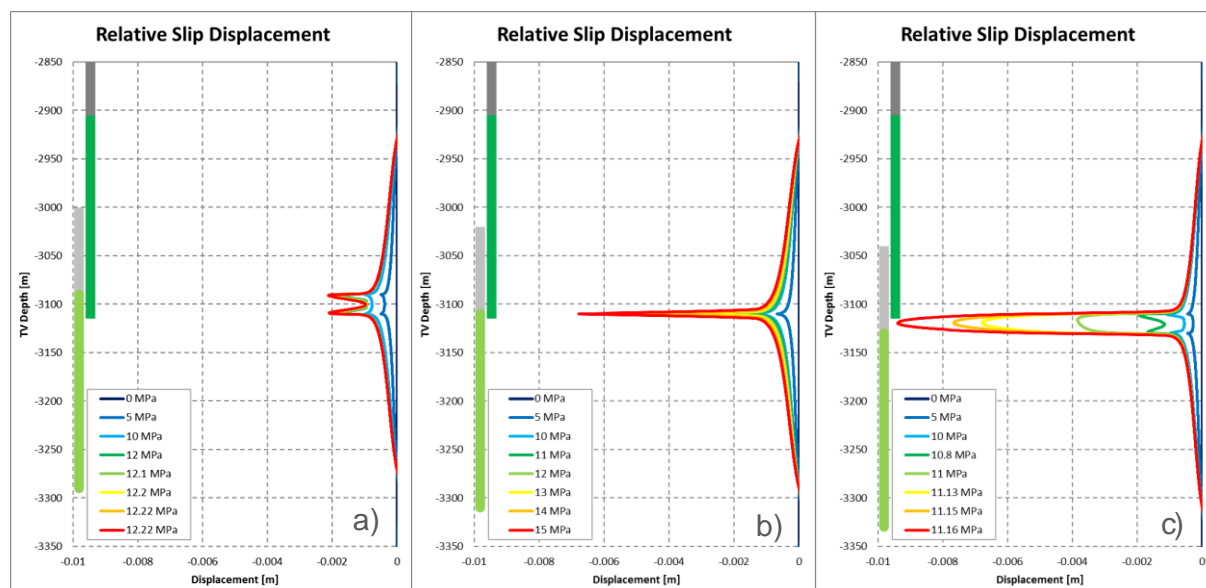 Relative Slip Displacement
-2850
-2900
-2950
-3000
-3050
-3100
-3150
-3200
-3250
-3300
-3350
TV Depth [m]
0 MPa
5 MPa
10 MPa
12 MPa
12.1 MPa
12.2 MPa
12.22 MPa
12.22 MPa
a)
-0.01 -0.008 -0.006 -0.004 -0.002 0
Displacement [m]
Relative Slip Displacement
-2850
-2900
-2950
-3000
-3050
-3100
-3150
-3200
-3250
-3300
-3350
TV Depth [m]
0 MPa
5 MPa
10 MPa
11 MPa
12 MPa
13 MPa
14 MPa
15 MPa
b)
-0.01 -0.008 -0.006 -0.004 -0.002 0
Displacement [m]
Relative Slip Displacement
-2850
-2900
-2950
-3000
-3050
-3100
-3150
-3200
-3250
-3300
-3350
TV Depth [m]
0 MPa
5 MPa
10 MPa
10.8 MPa
11 MPa
11.13 MPa
11.15 MPa
11.16 MPa
c)
-0.01 -0.008 -0.006 -0.004 -0.002 0
Displacement [m]